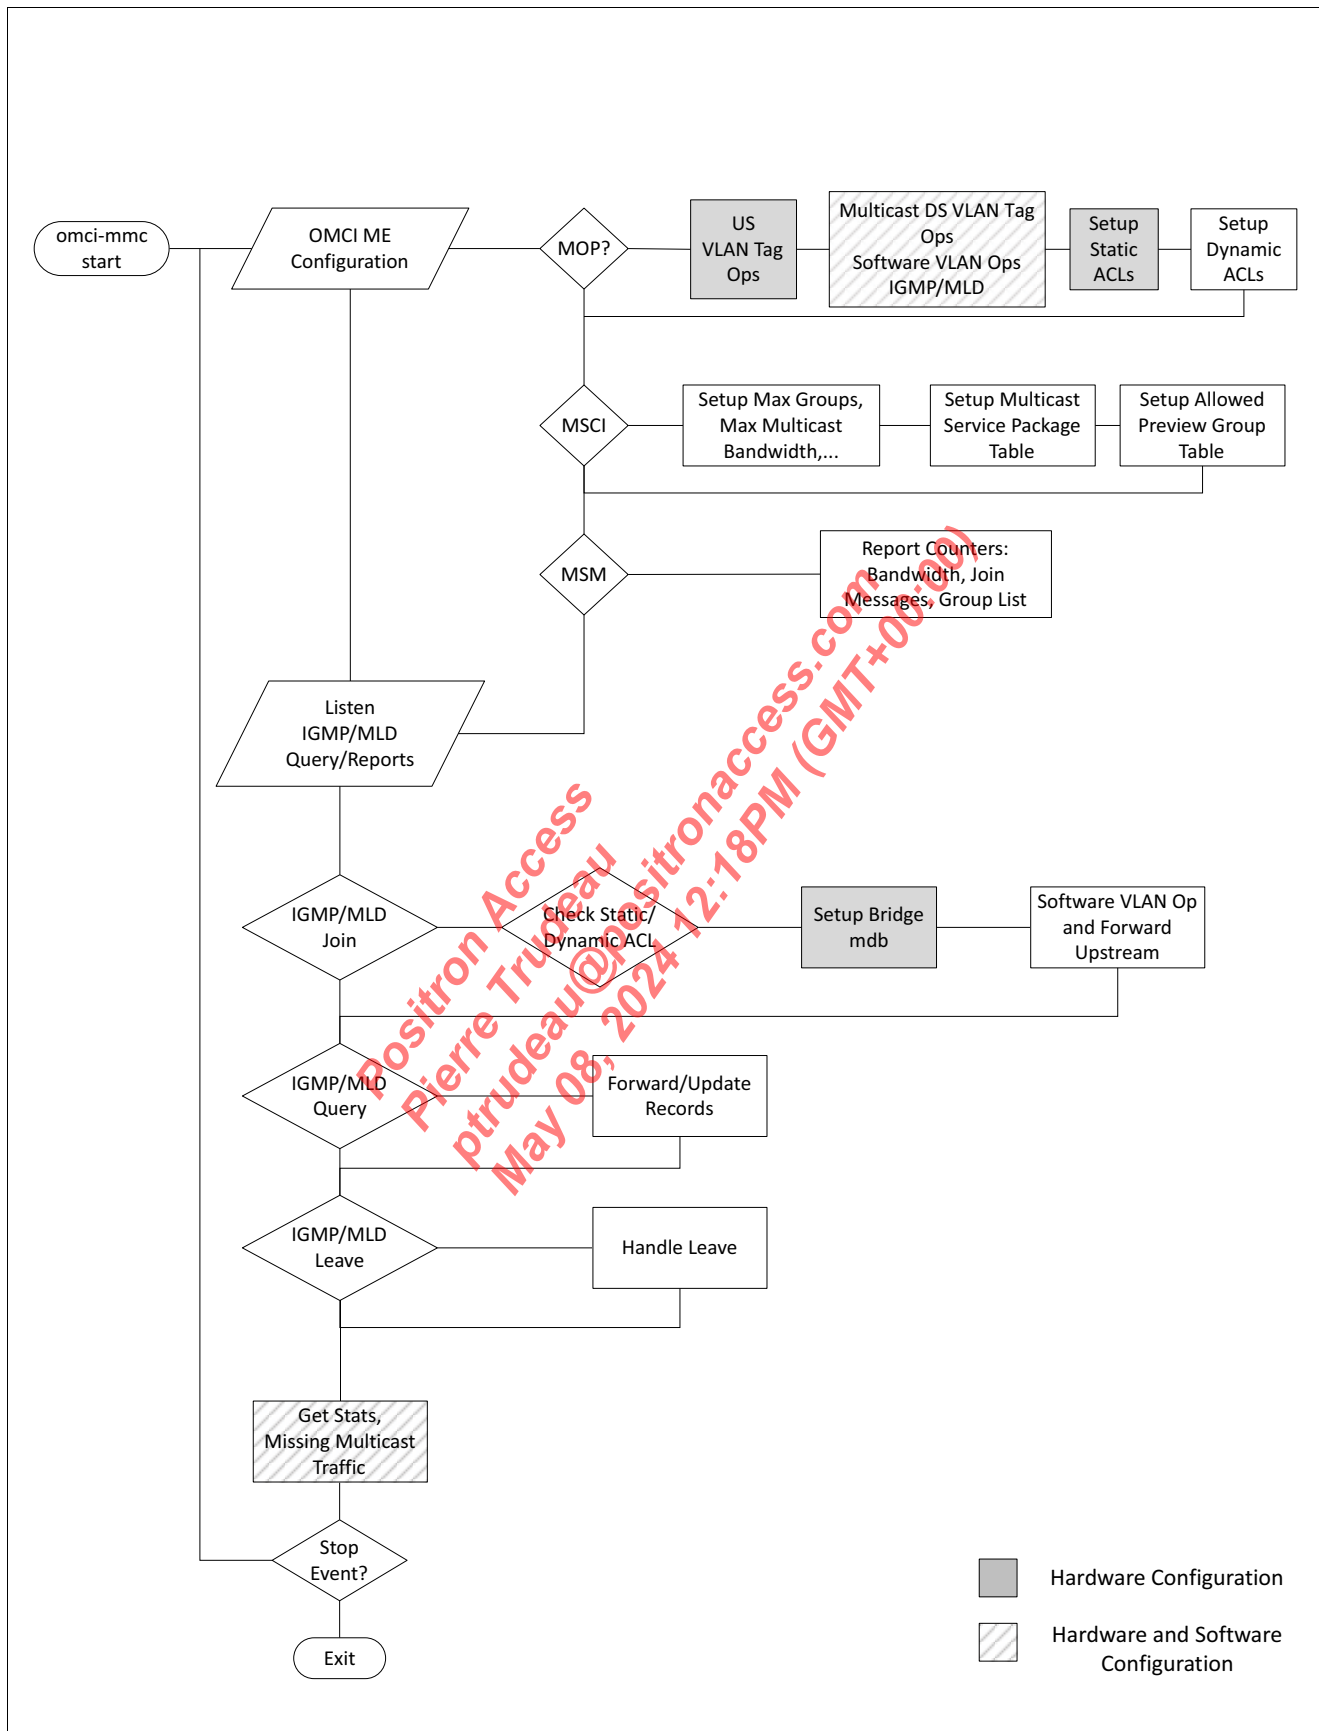 omci-mmc
start
OMCI ME
Configuration
MOP?
US
VLAN Tag
Ops
Multicast DS VLAN Tag
Ops
Software VLAN Ops
IGMP/MLD
Setup
Static
ACLs
Setup
Dynamic
ACLs
MSCI
Setup Max Groups,
Max Multicast
Bandwidth,...
Setup Multicast
Service Package
Table
Setup Allowed
Preview Group
Table
MSM
Report Counters:
Bandwidth, Join
Messages, Group List
Listen
IGMP/MLD
Query/Reports
IGMP/MLD
Join
Check Static/
Dynamic ACL
Setup Bridge
mdb
Software VLAN Op
and Forward
Upstream
IGMP/MLD
Query
Forward/Update
Records
IGMP/MLD
Leave
Handle Leave
Get Stats,
Missing Multicast
Traffic
Stop
Event?
Exit
Hardware Configuration
Hardware and Software
Configuration
Positron Access
Pierre Trudeau
ptrudeau@positronaccess.com
May 08, 2024 12:18PM (GMT+00:00)